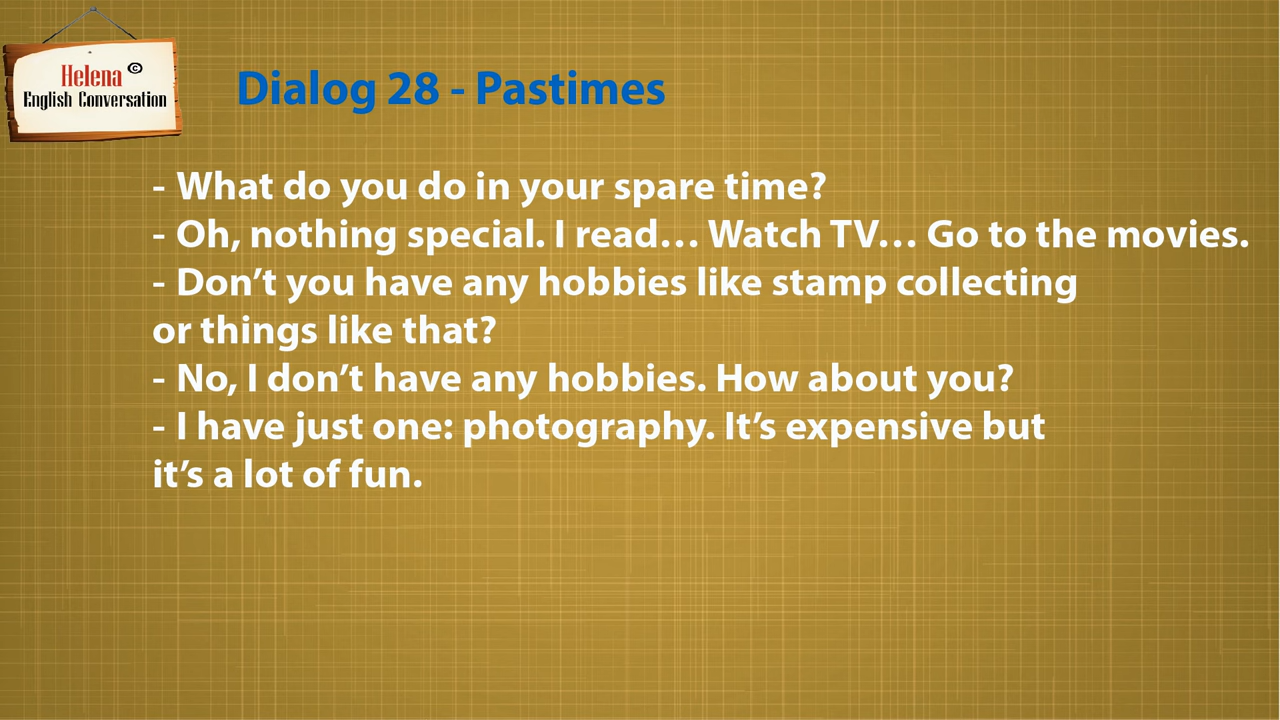 Helena ©
English Conversation
Dialog 28 - Pastimes
- What do you do in your spare time?
- Oh, nothing special. I read… Watch TV… Go to the movies.
- Don’t you have any hobbies like stamp collecting
or things like that?
- No, I don’t have any hobbies. How about you?
- I have just one: photography. It’s expensive but
it’s a lot of fun.